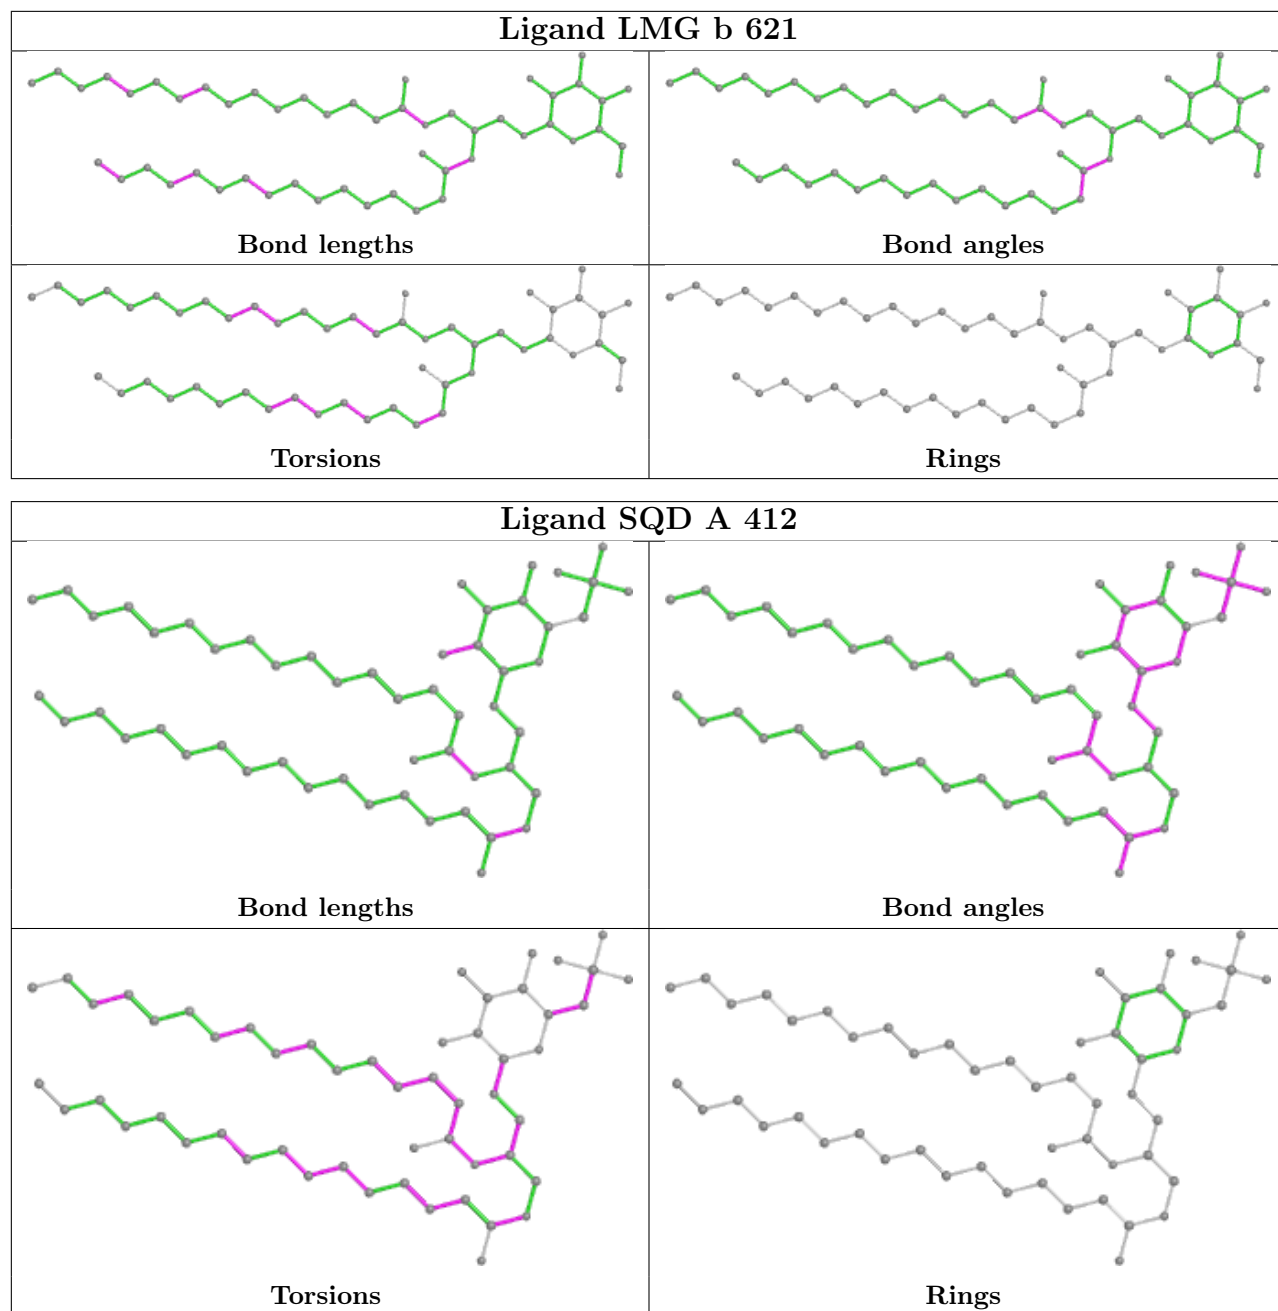 Ligand LMG b 621
Bond lengths
Bond angles
Torsions
Rings
Ligand SQD A 412
Bond lengths
Bond angles
Torsions
Rings